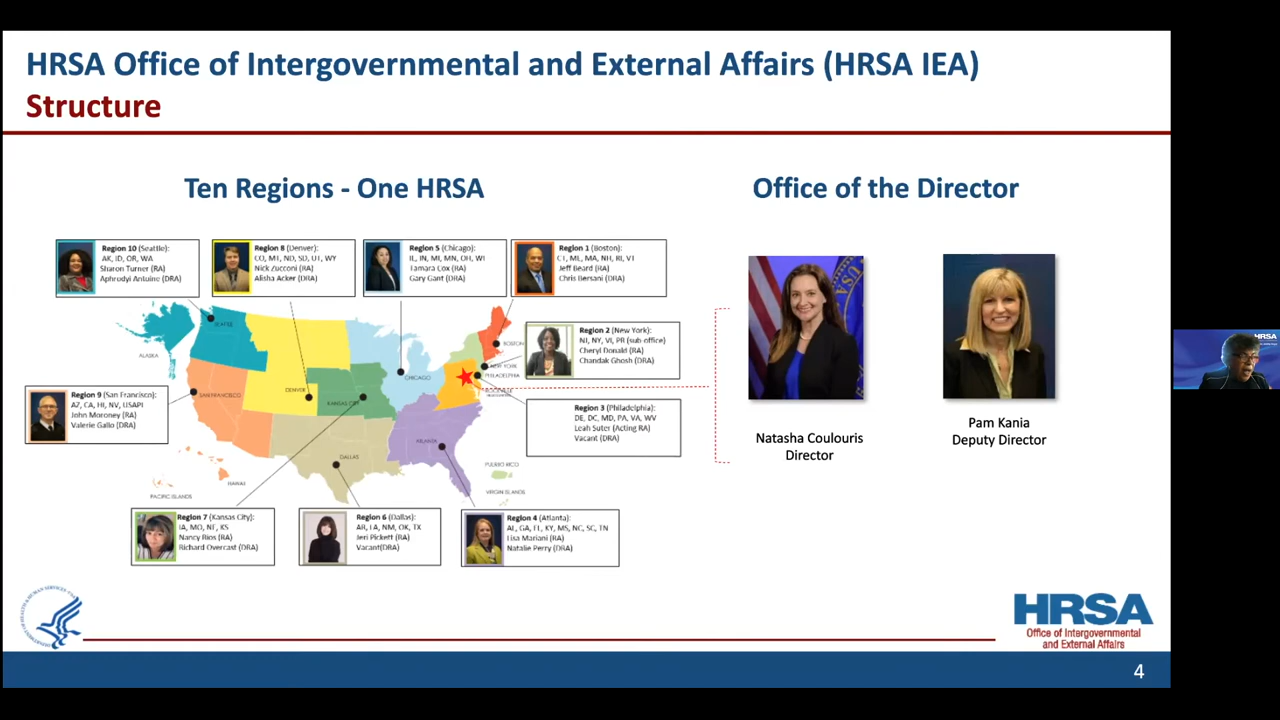 HRSA Office of Intergovernmental and External Affairs (HRSA IEA)
Structure
Ten Regions - One HRSA
Office of the Director
Region 10 (Seattle):
AK, ID, OR, WA
Sharon Turner (RA)
Aphrodyi Antoine (DRA)
Region 8 (Denver):
CO, MT, ND, SD, UT, WY
Nick Zucconi (RA)
Alisha Acker (DRA)
Region 5 (Chicago):
IL, IN, MI, MN, OH, WI
Tamara Cox (RA)
Gary Gant (DRA)
Region 1 (Boston):
CT, ME, MA, NH, RI, VT
Jeff Beard (RA)
Chris Bersani (DRA)
Region 2 (New York):
NJ, NY, VI, PR (sub-office)
Cheryl Donald (RA)
Chandak Ghosh (DRA)
Region 9 (San Francisco):
AZ, CA, HI, NV, USAPI
John Moroney (RA)
Valerie Gallo (DRA)
Region 3 (Philadelphia):
DE, DC, MD, PA, VA, WV
Leah Suter (Acting RA)
Vacant (DRA)
Region 7 (Kansas City):
IA, MO, NE, KS
Nancy Rios (RA)
Richard Overcast (DRA)
Region 6 (Dallas):
AR, LA, NM, OK, TX
Jeri Pickett (RA)
Vacant(DRA)
Region 4 (Atlanta):
AL, GA, FL, KY, MS, NC, SC, TN
Lisa Mariani (RA)
Natalie Perry (DRA)
SEATTLE
ALASKA
BOSTON
NEW YORK
PHILADELPHIA
CHICAGO
DENVER
SAN FRANCISCO
KANSAS CITY
ATLANTA
DALLAS
PUERTO RICO
VIRGIN ISLANDS
HAWAII
PACIFIC ISLANDS
Natasha Coulouris
Director
Pam Kania
Deputy Director
HRSA
Office of Intergovernmental
and External Affairs
4
HRSA